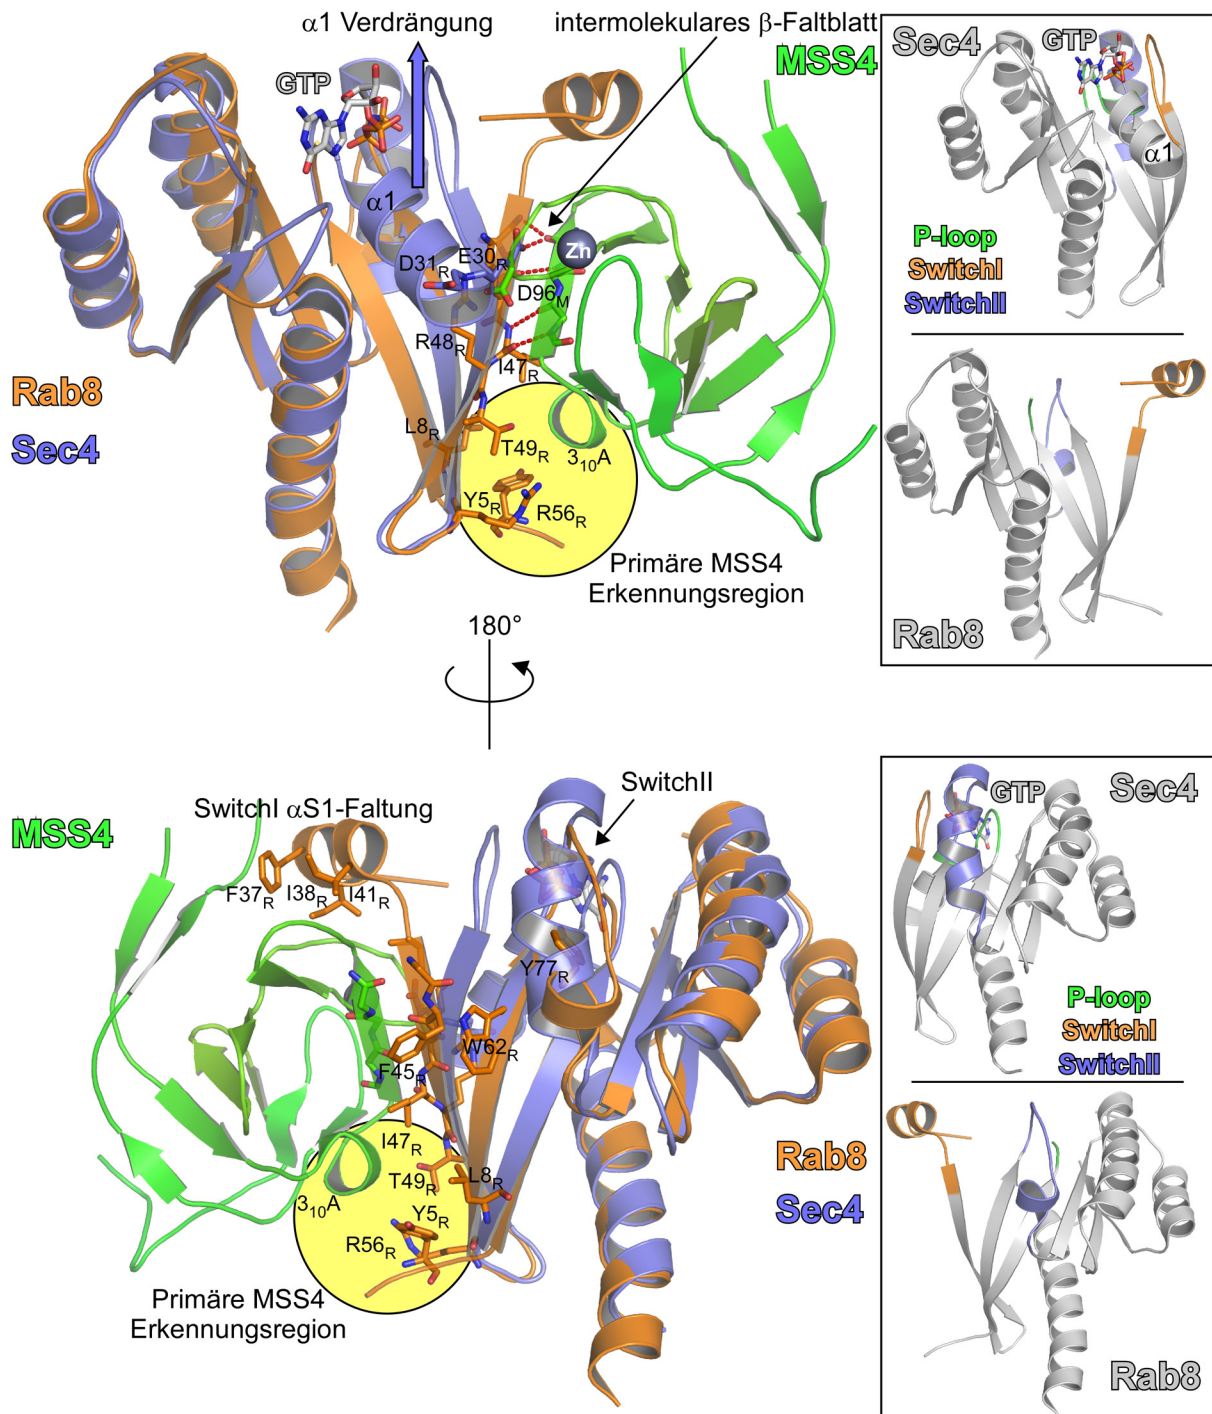 α1 Verdrängung
intermolekulares β-Faltblatt
MSS4
GTP
α1
Zn
D31R
E30R
D96M
R48R
I47R
Rab8
Sec4
L8R
T49R
3₁₀A
Y5R
R56R
Primäre MSS4
Erkennungsregion
180°
Sec4
GTP
α1
P-loop
SwitchI
SwitchII
Rab8
SwitchII
SwitchI αS1-Faltung
MSS4
F37R
I38R
I41R
Y77R
W62R
F45R
I47R
T49R
L8R
3₁₀A
Y5R
R56R
Rab8
Sec4
Primäre MSS4
Erkennungsregion
GTP
Sec4
P-loop
SwitchI
SwitchII
Rab8